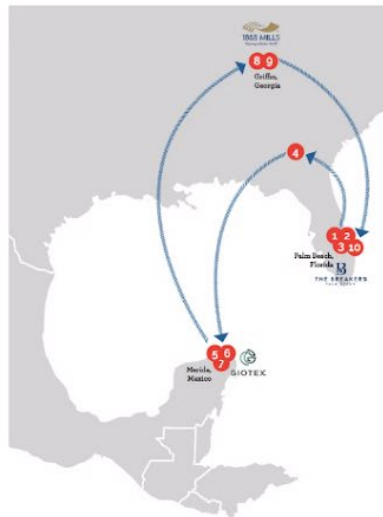 1888 MILLS
8 9
Griffin,
Georgia
4
1 2
3 10
Palm Beach,
Florida
B
THE BREAKERS
PALM BEACH
5 6
7
GIOTEX
Merida,
Mexico